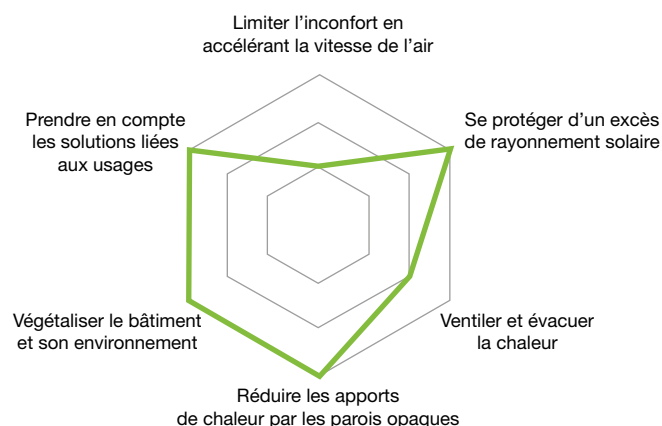 Limiter l’inconfort en
accélérant la vitesse de l’air
Prendre en compte
les solutions liées
aux usages
Se protéger d’un excès
de rayonnement solaire
Végétaliser le bâtiment
et son environnement
Ventiler et évacuer
la chaleur
Réduire les apports
de chaleur par les parois opaques